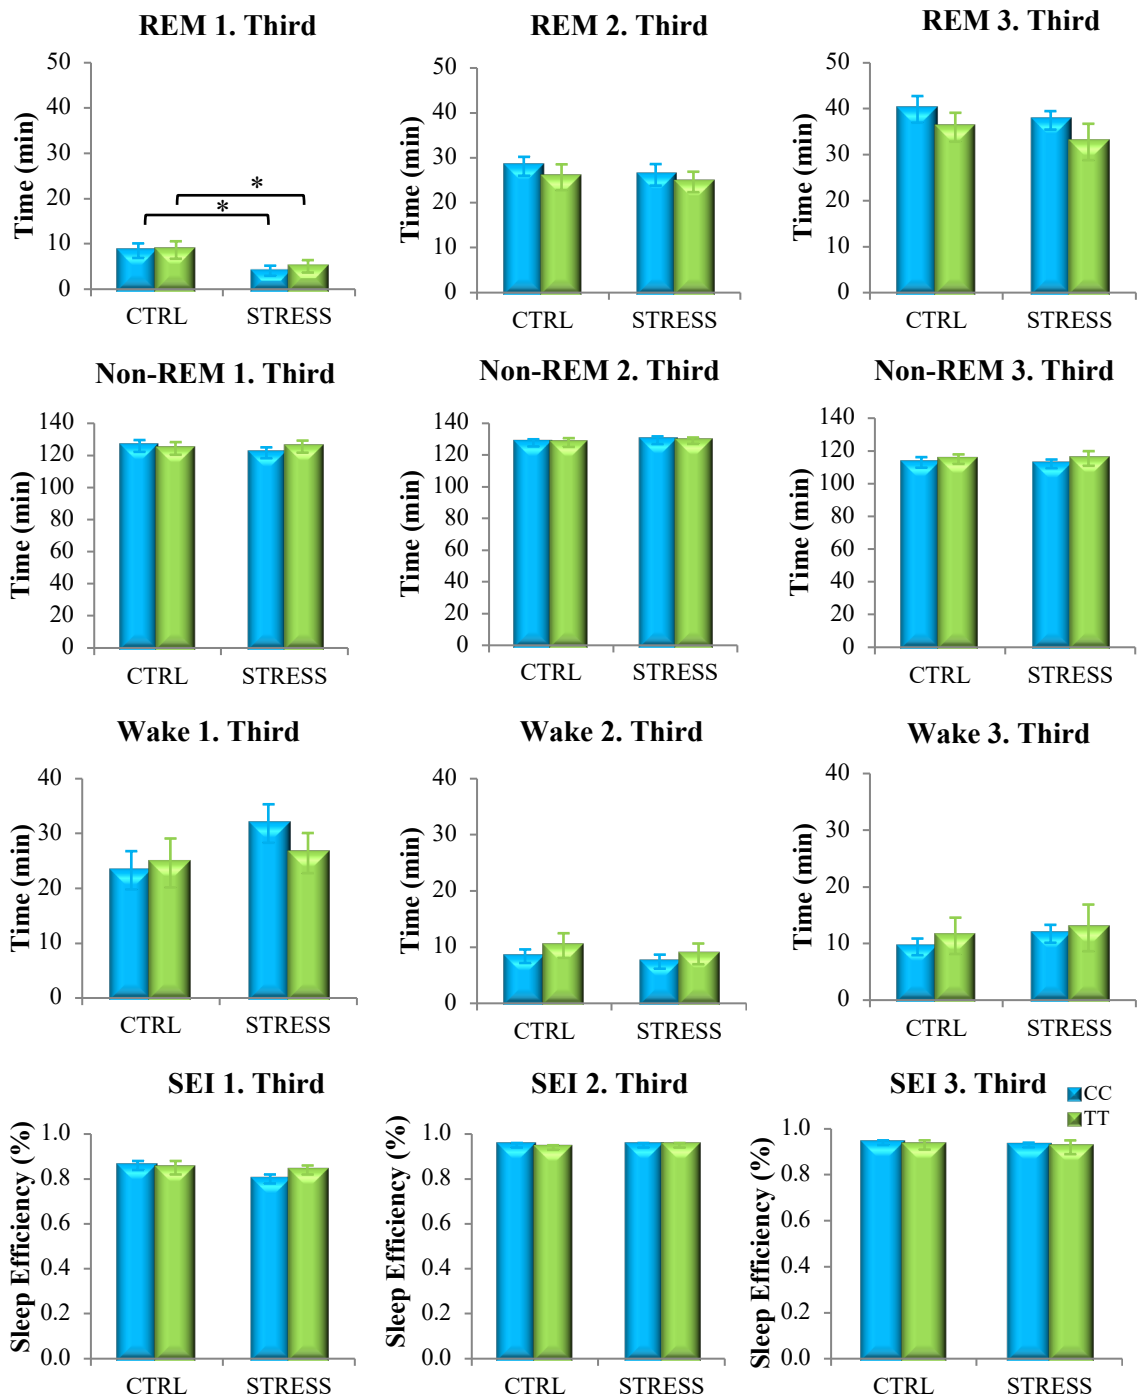 REM 1. Third
REM 2. Third
REM 3. Third
Time (min)
50
40
30
20
10
0
*
*
CTRL STRESS
Time (min)
50
40
30
20
10
0
CTRL STRESS
Time (min)
50
40
30
20
10
0
CTRL STRESS
Non-REM 1. Third
Non-REM 2. Third
Non-REM 3. Third
Time (min)
140
120
100
80
60
40
20
0
CTRL STRESS
Time (min)
140
120
100
80
60
40
20
0
CTRL STRESS
Time (min)
140
120
100
80
60
40
20
0
CTRL STRESS
Wake 1. Third
Wake 2. Third
Wake 3. Third
Time (min)
40
30
20
10
0
CTRL STRESS
Time (min)
40
30
20
10
0
CTRL STRESS
Time (min)
40
30
20
10
0
CTRL STRESS
SEI 1. Third
SEI 2. Third
SEI 3. Third
CC
TT
Sleep Efficiency (%)
1.0
0.8
0.6
0.4
0.2
0.0
CTRL STRESS
Sleep Efficiency (%)
1.0
0.8
0.6
0.4
0.2
0.0
CTRL STRESS
Sleep Efficiency (%)
1.0
0.8
0.6
0.4
0.2
0.0
CTRL STRESS